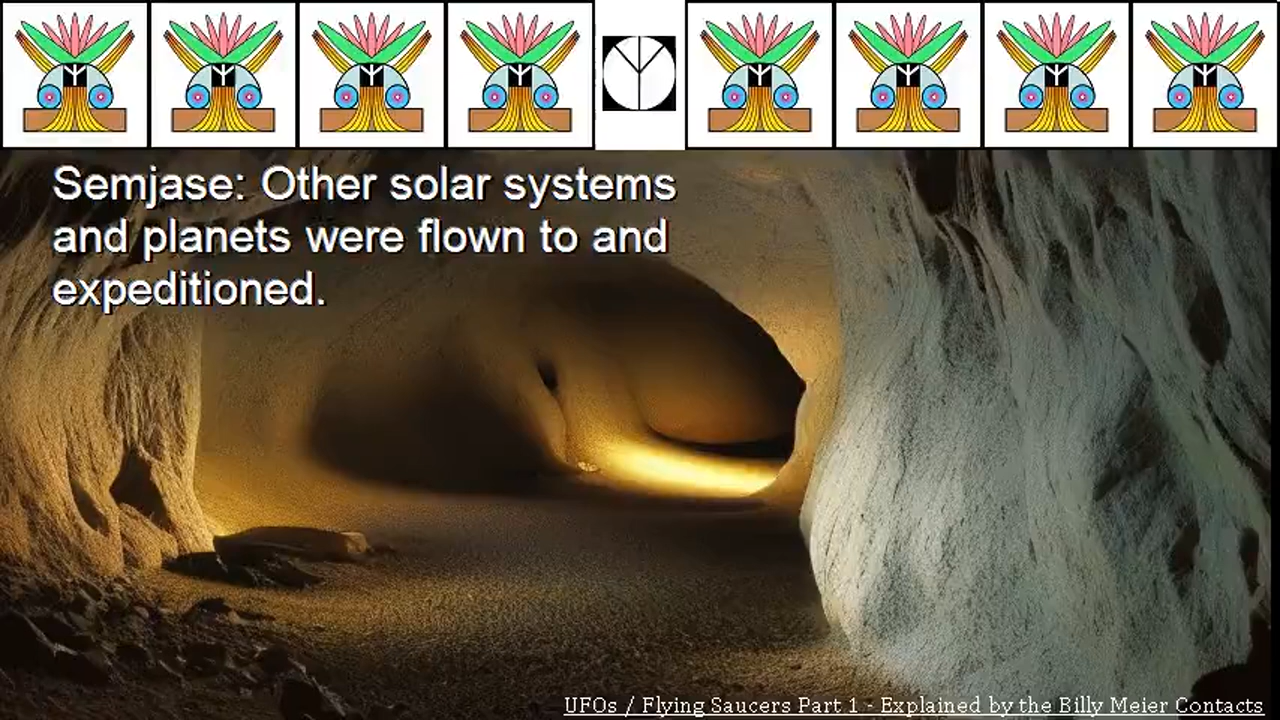 Semjase: Other solar systems
and planets were flown to and
expeditioned.
UFOs / Flying Saucers Part 1 - Explained by the Billy Meier Contacts